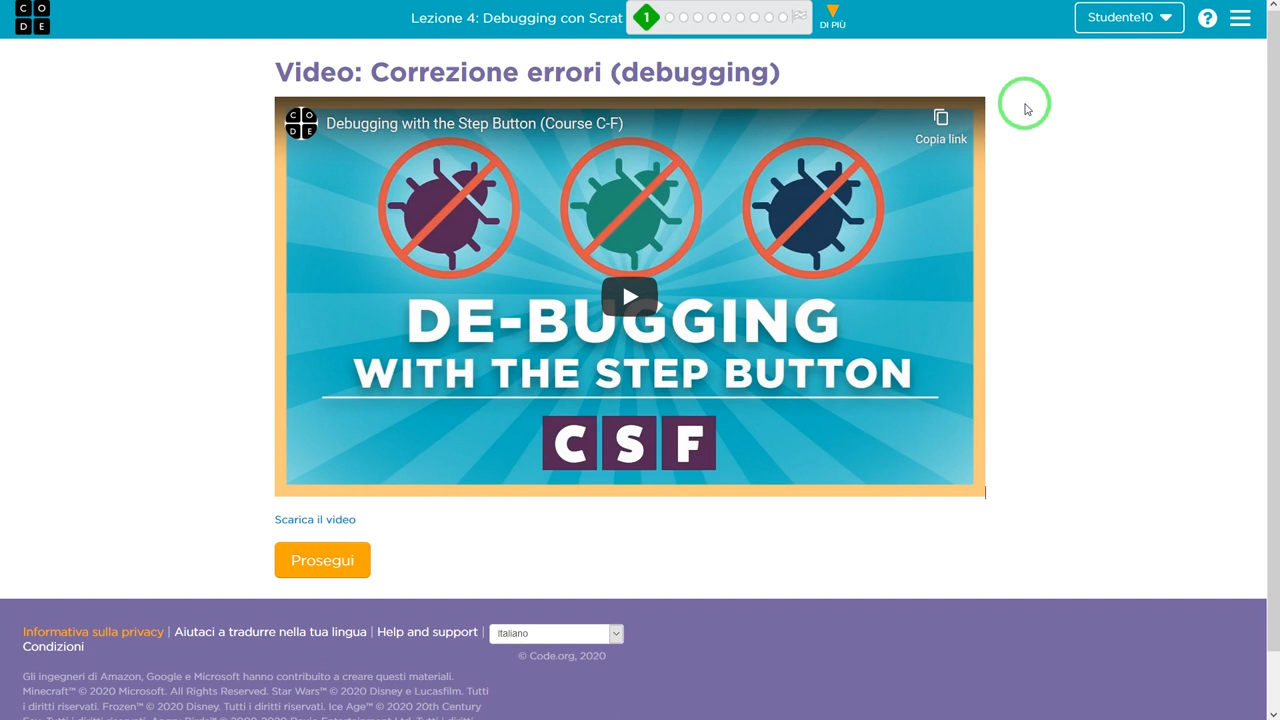 C O D E
Lezione 4: Debugging con Scrat
1
DI PIÙ
Studente10
?
Video: Correzione errori (debugging)
C O D E
Debugging with the Step Button (Course C-F)
Copia link
DE-BUGGING
WITH THE STEP BUTTON
C S F
Scarica il video
Prosegui
Informativa sulla privacy | Aiutaci a tradurre nella tua lingua | Help and support | Italiano
Condizioni
© Code.org, 2020
Gli ingegneri di Amazon, Google e Microsoft hanno contribuito a creare questi materiali.
Minecraft™ © 2020 Microsoft. All Rights Reserved. Star Wars™ © 2020 Disney e Lucasfilm. Tutti
i diritti riservati. Frozen™ © 2020 Disney. Tutti i diritti riservati. Ice Age™ © 2020 20th Century